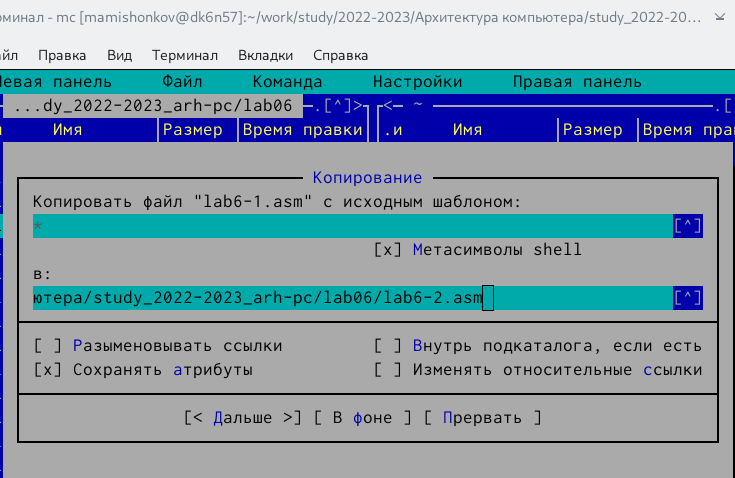 рминал - mc [mamishonkov@dk6n57]:~/work/study/2022-2023/Архитектура компьютера/study_2022-20...
йл Правка Вид Терминал Вкладки Справка
Левая панель Файл Команда Настройки Правая панель
...dy_2022-2023_arh-pc/lab06 .[^]> <- ~ .[
и Имя Размер Время правки .и Имя Размер Время пра
Копирование
Копировать файл "lab6-1.asm" с исходным шаблоном:
* [^]
[x] Метасимволы shell
в:
ютера/study_2022-2023_arh-pc/lab06/lab6-2.asm [^]
[ ] Разыменовывать ссылки [ ] Внутрь подкаталога, если есть
[x] Сохранять атрибуты [ ] Изменять относительные ссылки
[< Дальше >] [ В фоне ] [ Прервать ]